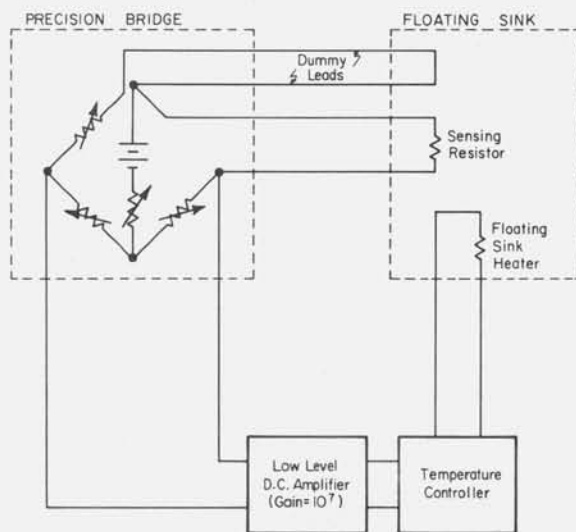 PRECISION BRIDGE
FLOATING SINK
Dummy
Leads
Sensing
Resistor
Floating
Sink
Heater
Low Level
D.C. Amplifier
(Gain=10⁷)
Temperature
Controller